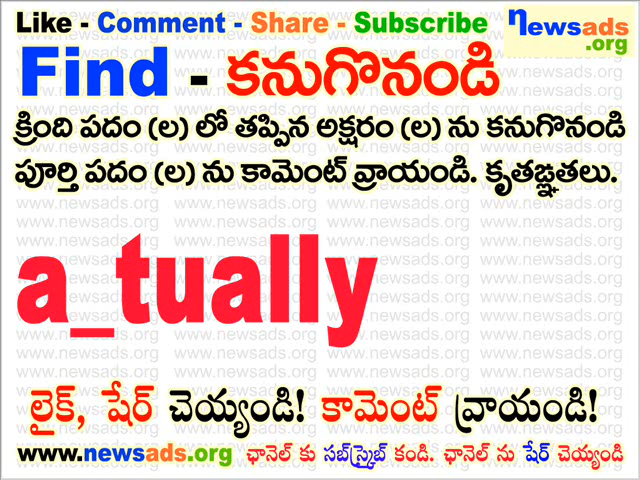 Like - Comment - Share - Subscribe
newsads
.org
Find - కనుగొనండి
క్రింది పదం (ల) లో తప్పిన అక్షరం (ల) ను కనుగొనండి
పూర్తి పదం (ల) ను కామెంట్ వ్రాయండి. కృతఙ్ఞతలు.
a_tually
లైక్, షేర్ చెయ్యండి! కామెంట్ వ్రాయండి!
www.newsads.org ఛానెల్ కు సబ్‌స్క్రైబ్ కండి. ఛానెల్ ను షేర్ చెయ్యండి